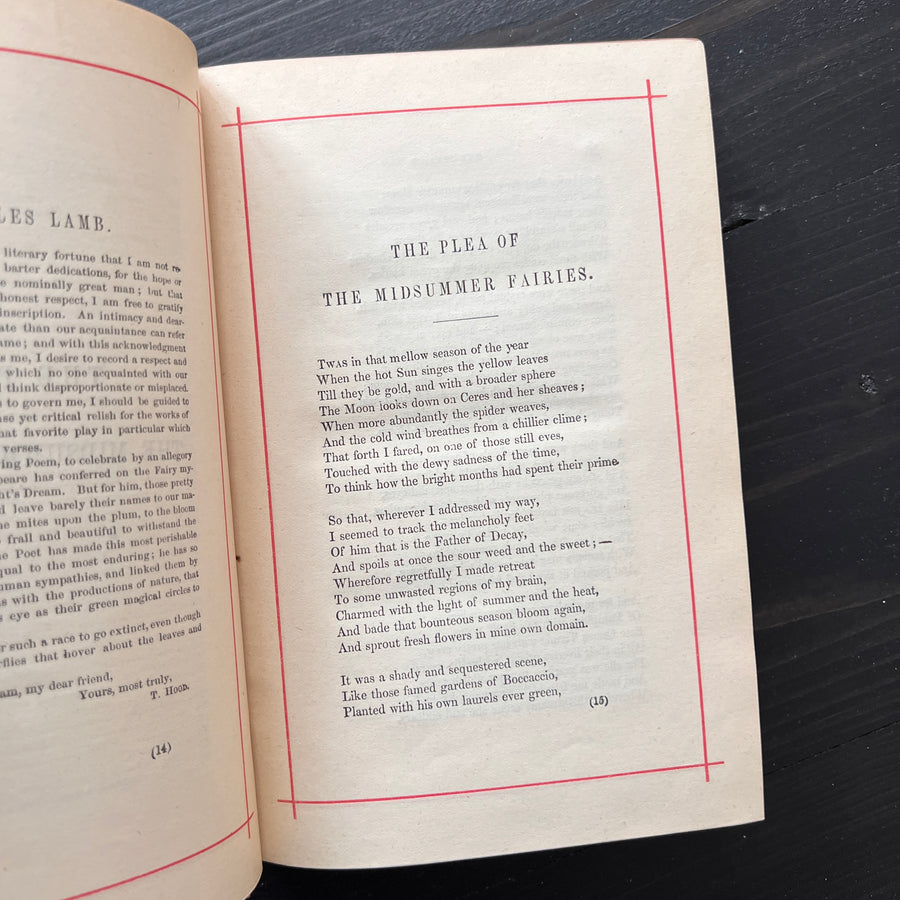 LES LAMB.
literary fortune that I am not re-
barter dedications, for the hope or
e nominally great man; but that
honest respect, I am free to gratify
inscription. An intimacy and dear-
ate than our acquaintance can refer
ame; and with this acknowledgment
s me, I desire to record a respect and
which no one acquainted with our
l think disproportionate or misplaced.
n to govern me, I should be guided to
nse yet critical relish for the works of
hat favorite play in particular which
verses.
ing Poem, to celebrate by an allegory
peare has conferred on the Fairy my-
ht's Dream. But for him, those pretty
d leave barely their names to our ma-
he mites upon the plum, to the bloom
s frail and beautiful to withstand the
he Poet has made this most perishable
equal to the most enduring; he has so
uman sympathies, and linked them by
s with the productions of nature, that
s eye as their green magical circles to
r such a race to go extinct, even though
rflies that hover about the leaves and
am, my dear friend,
Yours, most truly,
T. HOOD.
(14)
THE PLEA OF
THE MIDSUMMER FAIRIES.
TWAS in that mellow season of the year
When the hot Sun singes the yellow leaves
Till they be gold, and with a broader sphere
The Moon looks down on Ceres and her sheaves;
When more abundantly the spider weaves,
And the cold wind breathes from a chillier clime;
That forth I fared, on one of those still eves,
Touched with the dewy sadness of the time,
To think how the bright months had spent their prime.
So that, wherever I addressed my way,
I seemed to track the melancholy feet
Of him that is the Father of Decay,
And spoils at once the sour weed and the sweet;—
Wherefore regretfully I made retreat
To some unwasted regions of my brain,
Charmed with the light of summer and the heat,
And bade that bounteous season bloom again,
And sprout fresh flowers in mine own domain.
It was a shady and sequestered scene,
Like those famed gardens of Boccaccio,
Planted with his own laurels ever green,
(15)